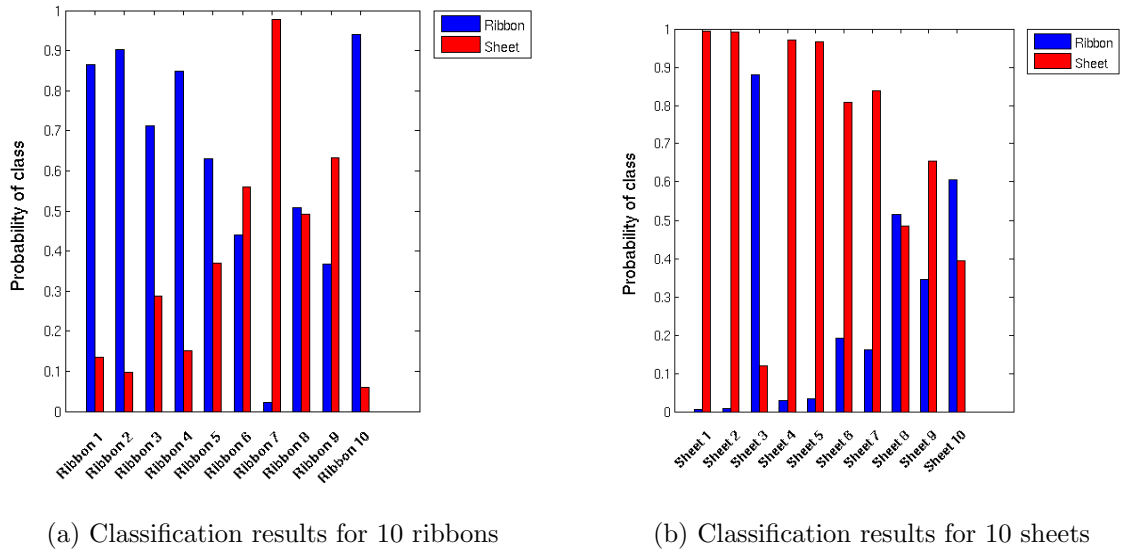 1
0.9
0.8
0.7
0.6
0.5
0.4
0.3
0.2
0.1
0
Probability of class
Ribbon 1
Ribbon 2
Ribbon 3
Ribbon 4
Ribbon 5
Ribbon 6
Ribbon 7
Ribbon 8
Ribbon 9
Ribbon 10
Ribbon
Sheet
(a) Classification results for 10 ribbons
1
0.9
0.8
0.7
0.6
0.5
0.4
0.3
0.2
0.1
0
Probability of class
Sheet 1
Sheet 2
Sheet 3
Sheet 4
Sheet 5
Sheet 6
Sheet 7
Sheet 8
Sheet 9
Sheet 10
Ribbon
Sheet
(b) Classification results for 10 sheets